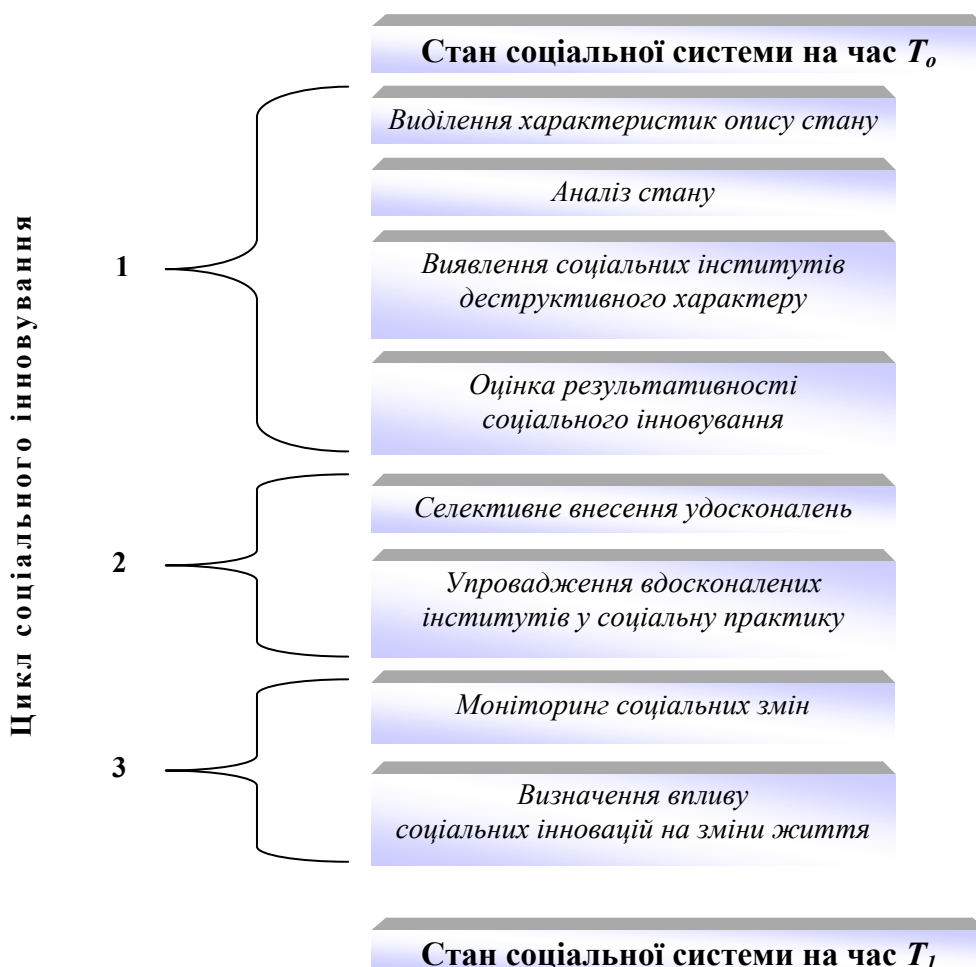 Стан соціальної системи на час To
Цикл соціального інновування
1
Виділення характеристик опису стану
Аналіз стану
Виявлення соціальних інститутів
деструктивного характеру
Оцінка результативності
соціального інновування
2
Селективне внесення удосконалень
Упровадження вдосконалених
інститутів у соціальну практику
3
Моніторинг соціальних змін
Визначення впливу
соціальних інновацій на зміни життя
Стан соціальної системи на час T1